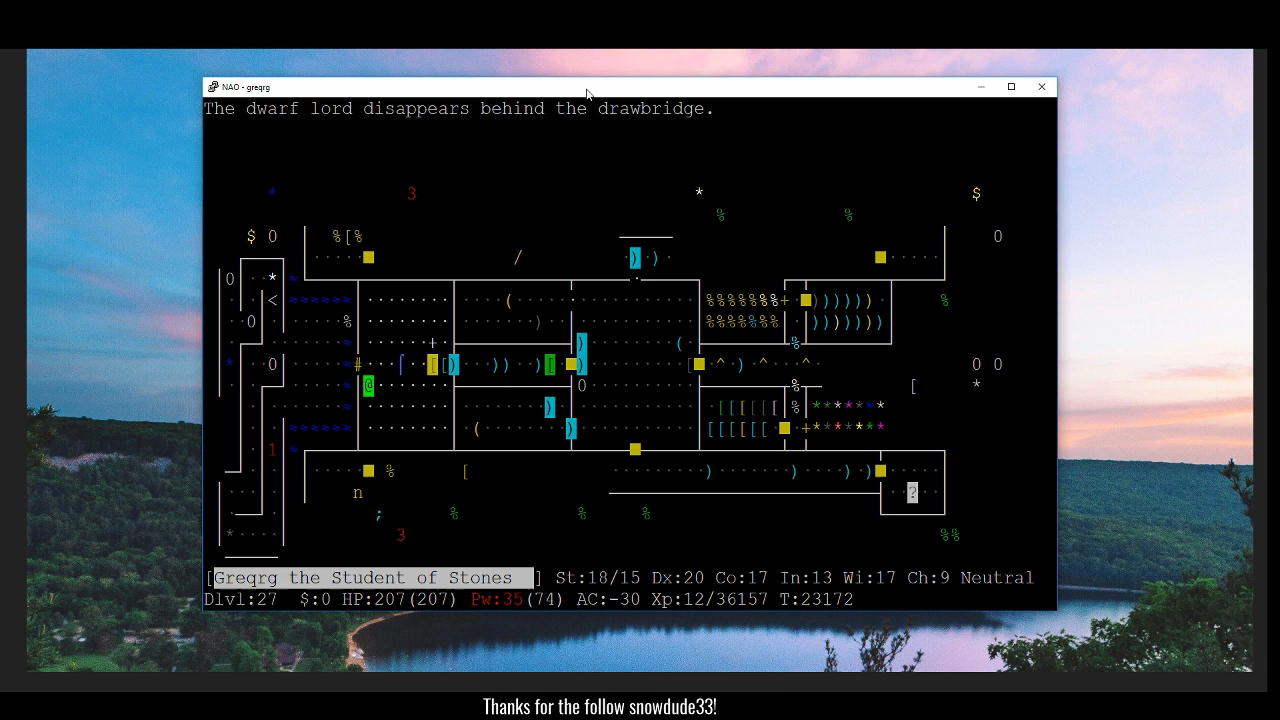 NAO - greqrg
The dwarf lord disappears behind the drawbridge.
[Greqrg the Student of Stones ] St:18/15 Dx:20 Co:17 In:13 Wi:17 Ch:9 Neutral
Dlvl:27 $:0 HP:207(207) Pw:35(74) AC:-30 Xp:12/36157 T:23172
Thanks for the follow snowdude33!